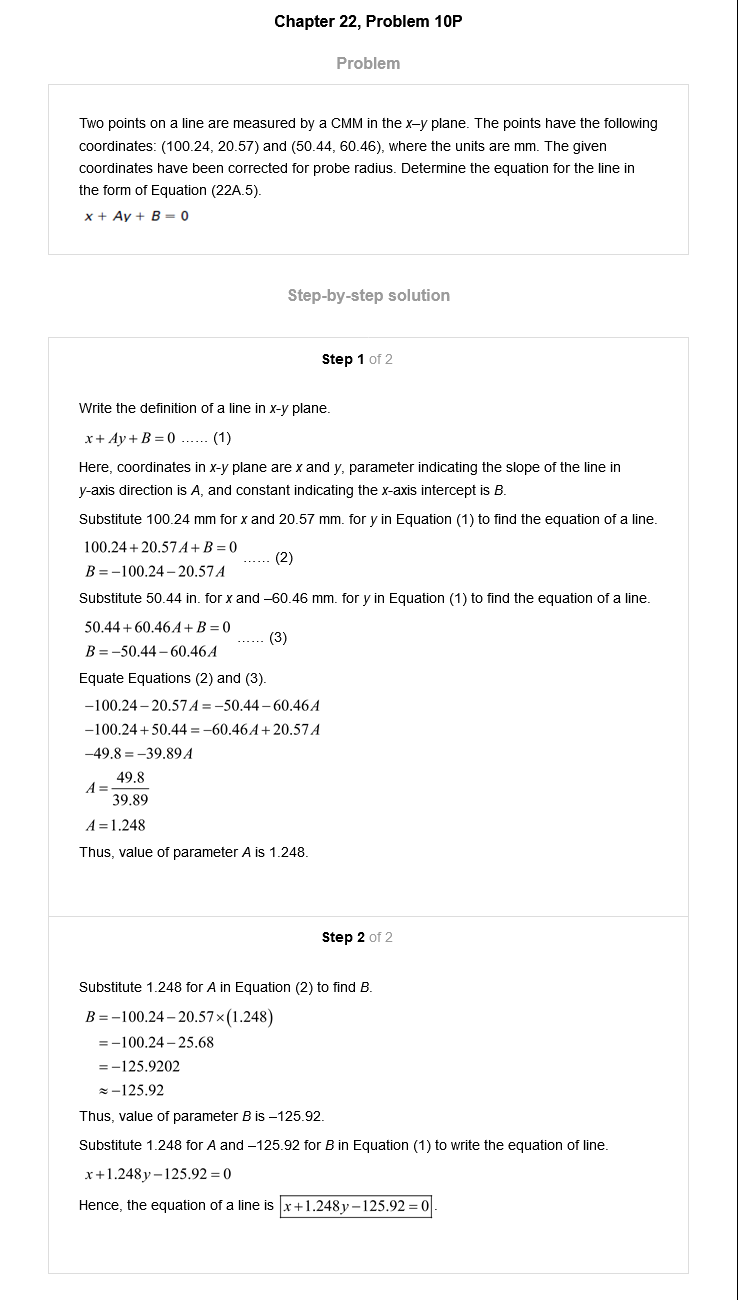 Chapter 22, Problem 10P
Problem
Two points on a line are measured by a CMM in the x–y plane. The points have the following
coordinates: (100.24, 20.57) and (50.44, 60.46), where the units are mm. The given
coordinates have been corrected for probe radius. Determine the equation for the line in
the form of Equation (22A.5).
x + Ay + B = 0
Step-by-step solution
Step 1 of 2
Write the definition of a line in x-y plane.
x + Ay + B = 0 ...... (1)
Here, coordinates in x-y plane are x and y, parameter indicating the slope of the line in
y-axis direction is A, and constant indicating the x-axis intercept is B.
Substitute 100.24 mm for x and 20.57 mm. for y in Equation (1) to find the equation of a line.
100.24 + 20.57A + B = 0
B = −100.24 − 20.57A ...... (2)
Substitute 50.44 in. for x and –60.46 mm. for y in Equation (1) to find the equation of a line.
50.44 + 60.46A + B = 0
B = −50.44 − 60.46A ...... (3)
Equate Equations (2) and (3).
−100.24 − 20.57A = −50.44 − 60.46A
−100.24 + 50.44 = −60.46A + 20.57A
−49.8 = −39.89A
A = 49.8/39.89
A = 1.248
Thus, value of parameter A is 1.248.
Step 2 of 2
Substitute 1.248 for A in Equation (2) to find B.
B = −100.24 − 20.57×(1.248)
= −100.24 − 25.68
= −125.9202
≈ −125.92
Thus, value of parameter B is –125.92.
Substitute 1.248 for A and –125.92 for B in Equation (1) to write the equation of line.
x + 1.248y − 125.92 = 0
Hence, the equation of a line is x + 1.248y − 125.92 = 0.